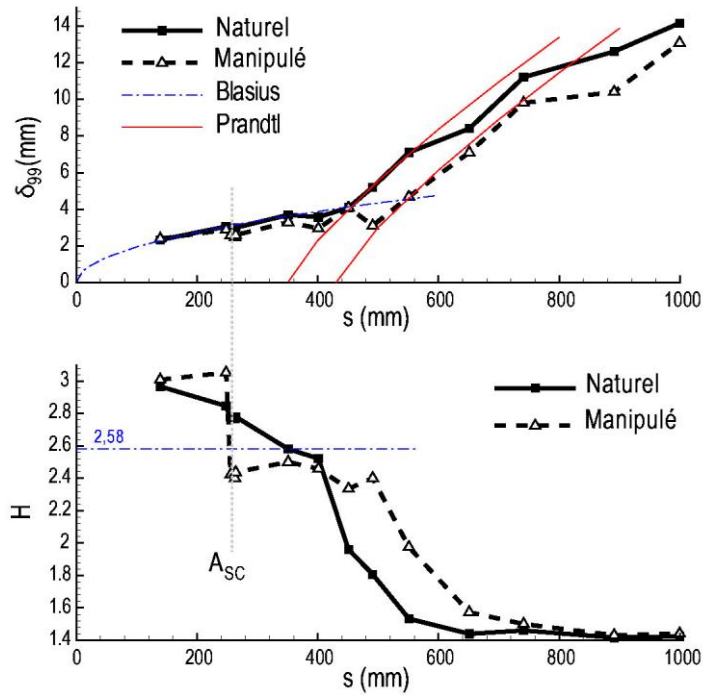 Naturel
Manipulé
Blasius
Prandtl
δ99(mm)
14
12
10
8
6
4
2
0
0 200 400 600 800 1000
s (mm)
Naturel
Manipulé
H
3
2.8
2.6
2.4
2.2
2
1.8
1.6
1.4
2,58
ASC
0 200 400 600 800 1000
s (mm)